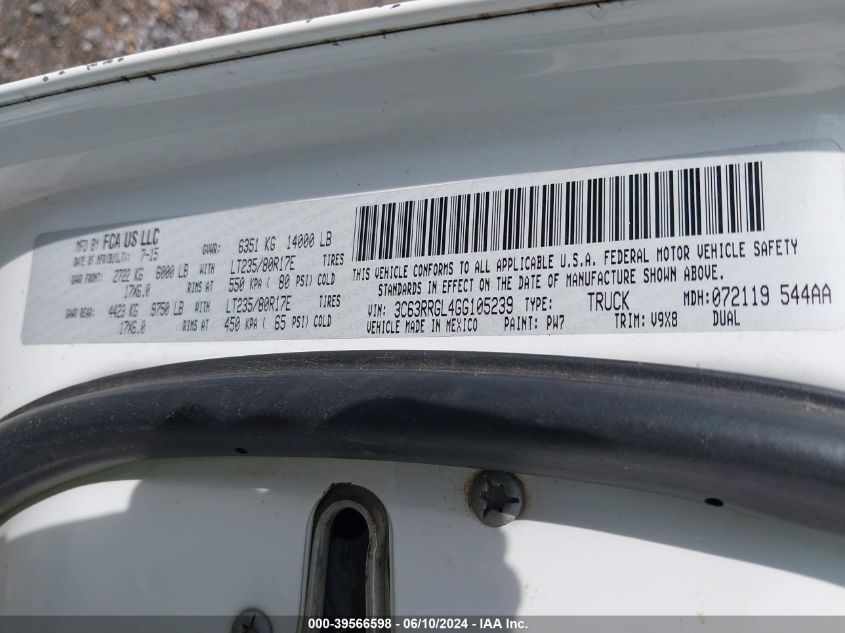 MFD BY: FCA US LLC
DATE OF MFR(BUILT): 7-15 GVWR: 6351 KG 14000 LB
GAWR FRONT: 2722 KG 6000 LB WITH LT235/80R17E TIRES
17X6.0 RIMS AT 550 KPA ( 80 PSI) COLD
GAWR REAR: 4423 KG 9750 LB WITH LT235/80R17E TIRES
17X6.0 RIMS AT 450 KPA ( 65 PSI) COLD
THIS VEHICLE CONFORMS TO ALL APPLICABLE U.S.A. FEDERAL MOTOR VEHICLE SAFETY
STANDARDS IN EFFECT ON THE DATE OF MANUFACTURE SHOWN ABOVE.
VIN: 3C63RRGL4GG105239 TYPE: TRUCK MDH: 072119 544AA
VEHICLE MADE IN MEXICO PAINT: PW7 TRIM: V9X8 DUAL
000-39566598 - 06/10/2024 - IAA Inc.